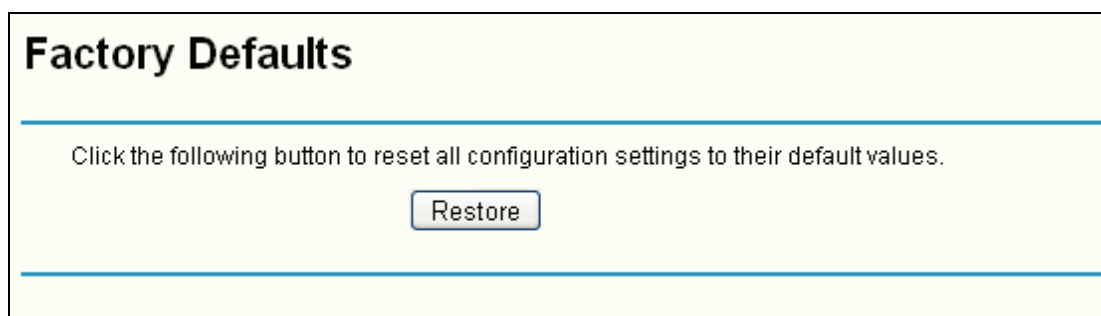 Factory Defaults
Click the following button to reset all configuration settings to their default values.
Restore